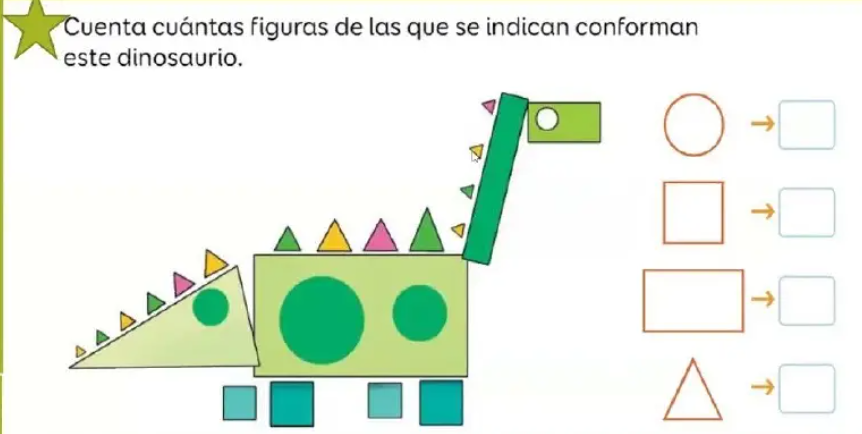 Cuenta cuántas figuras de las que se indican conforman
este dinosaurio.